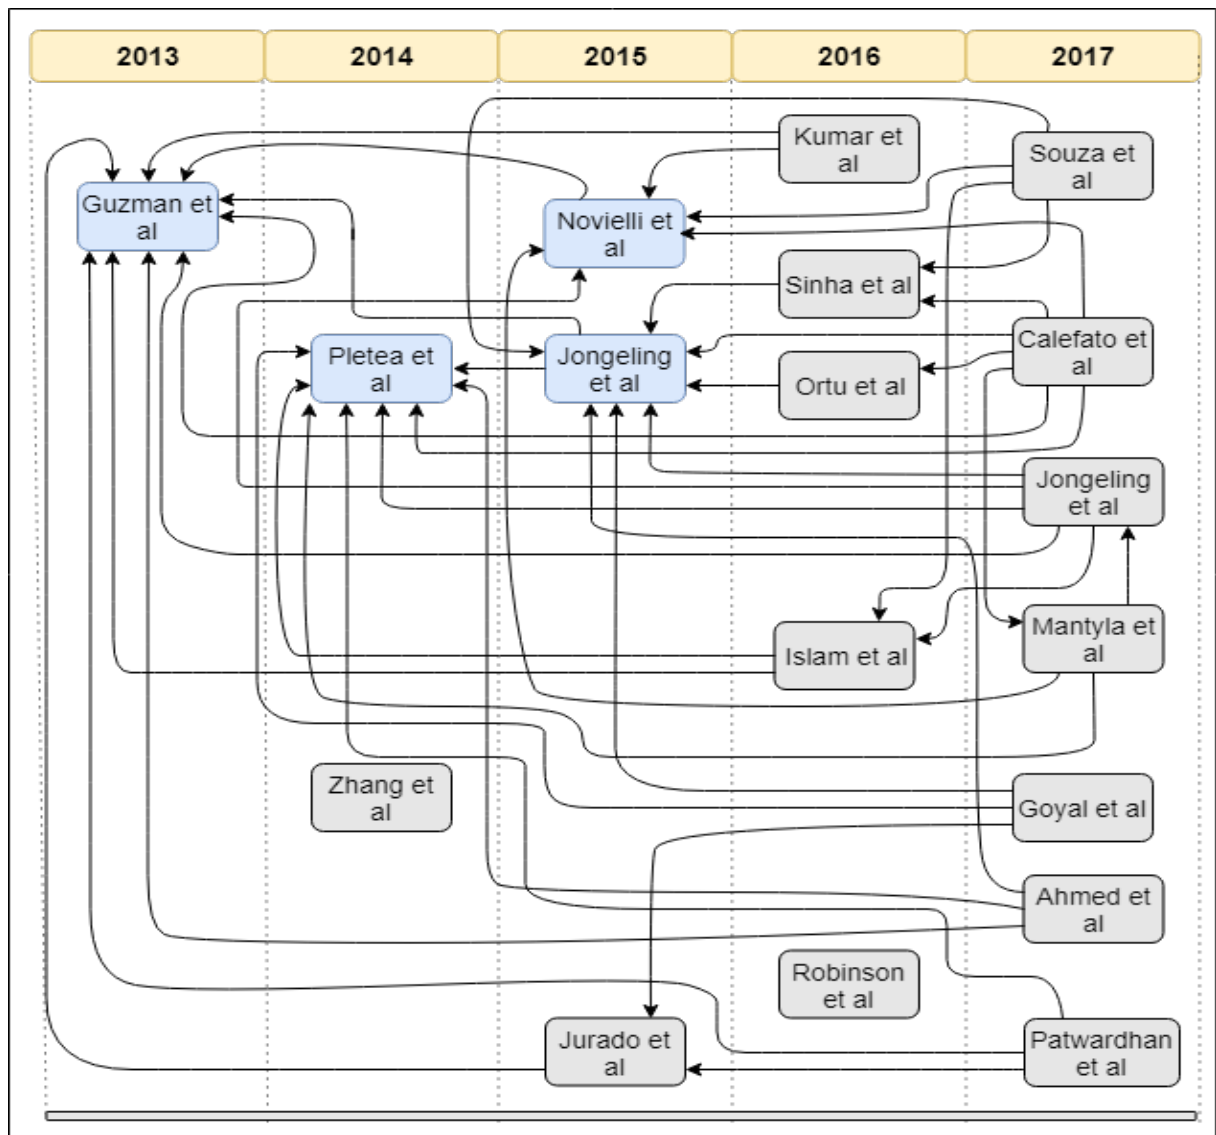 2013
2014
2015
2016
2017
Kumar et
al
Souza et
al
Guzman et
al
Novielli et
al
Sinha et al
Pletea et
al
Jongeling
et al
Ortu et al
Calefato et
al
Jongeling
et al
Islam et al
Mantyla et
al
Zhang et
al
Goyal et al
Ahmed et
al
Robinson
et al
Jurado et
al
Patwardhan
et al